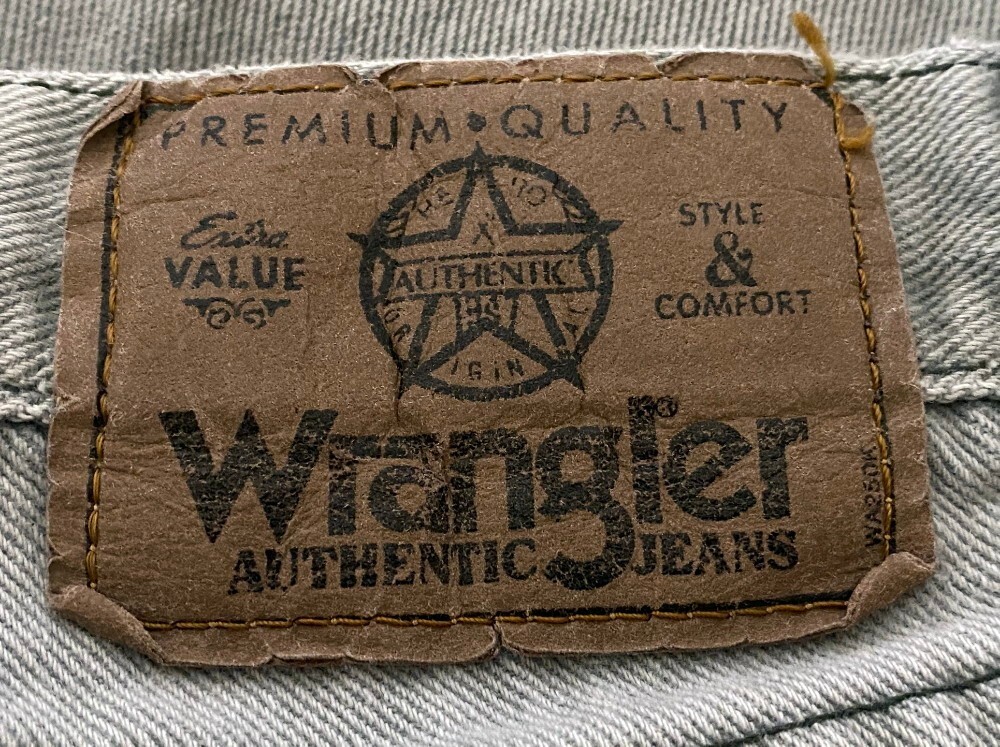 PREMIUM • QUALITY
Extra
VALUE
AUTHENTIC
STYLE
&
COMFORT
Wrangler®
AUTHENTIC JEANS